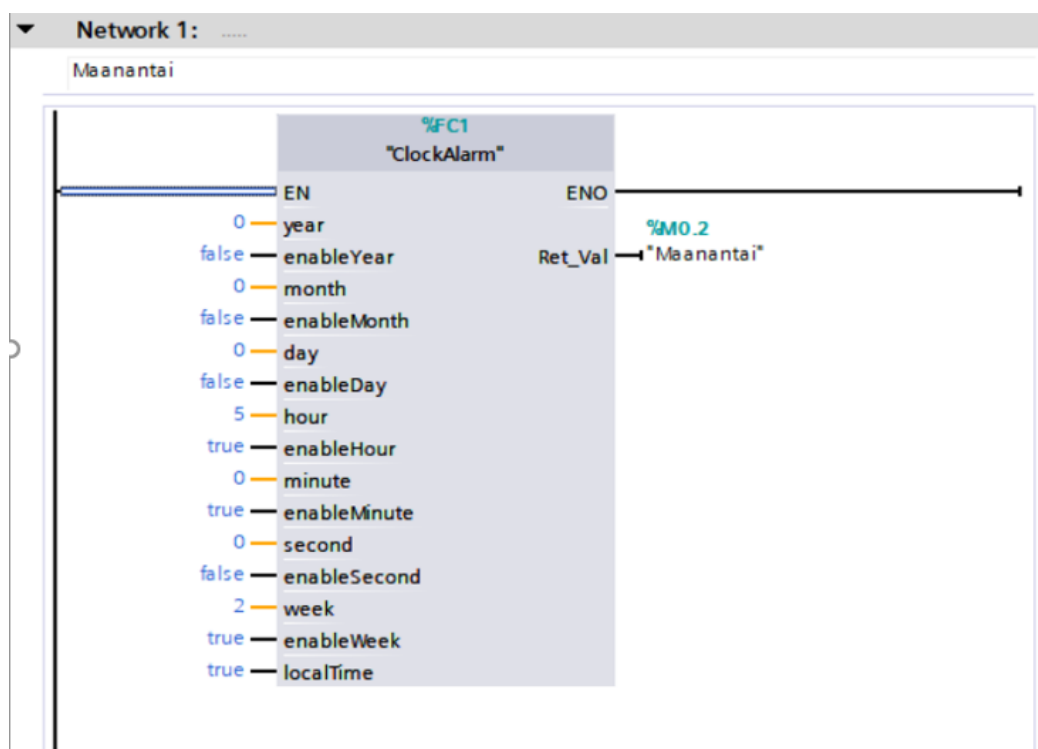 Network 1: .....
Maanantai
%FC1
"ClockAlarm"
EN ENO
0 year %M0.2
false enableYear Ret_Val "Maanantai"
0 month
false enableMonth
0 day
false enableDay
5 hour
true enableHour
0 minute
true enableMinute
0 second
false enableSecond
2 week
true enableWeek
true localTime